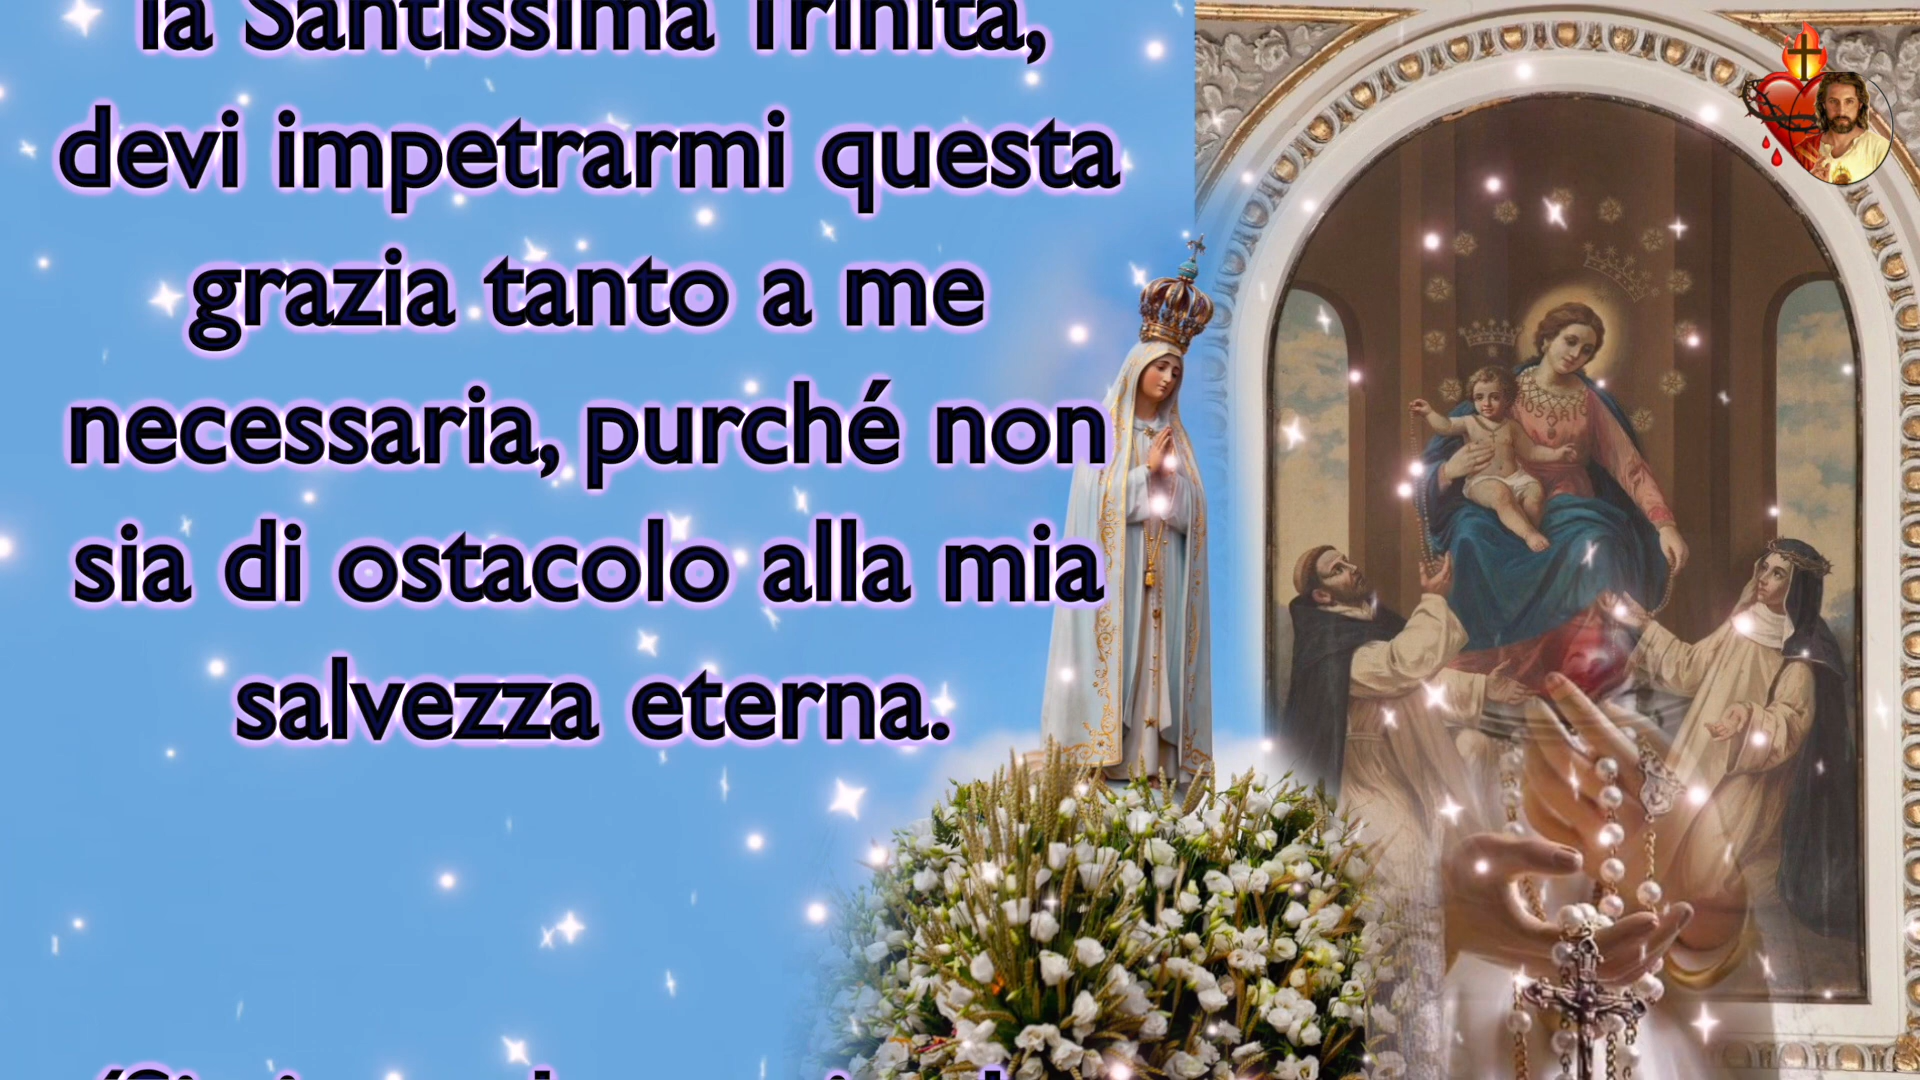 la Santissima Trinità,
devi impetrarmi questa
grazia tanto a me
necessaria, purché non
sia di ostacolo alla mia
salvezza eterna.
ROSARIO